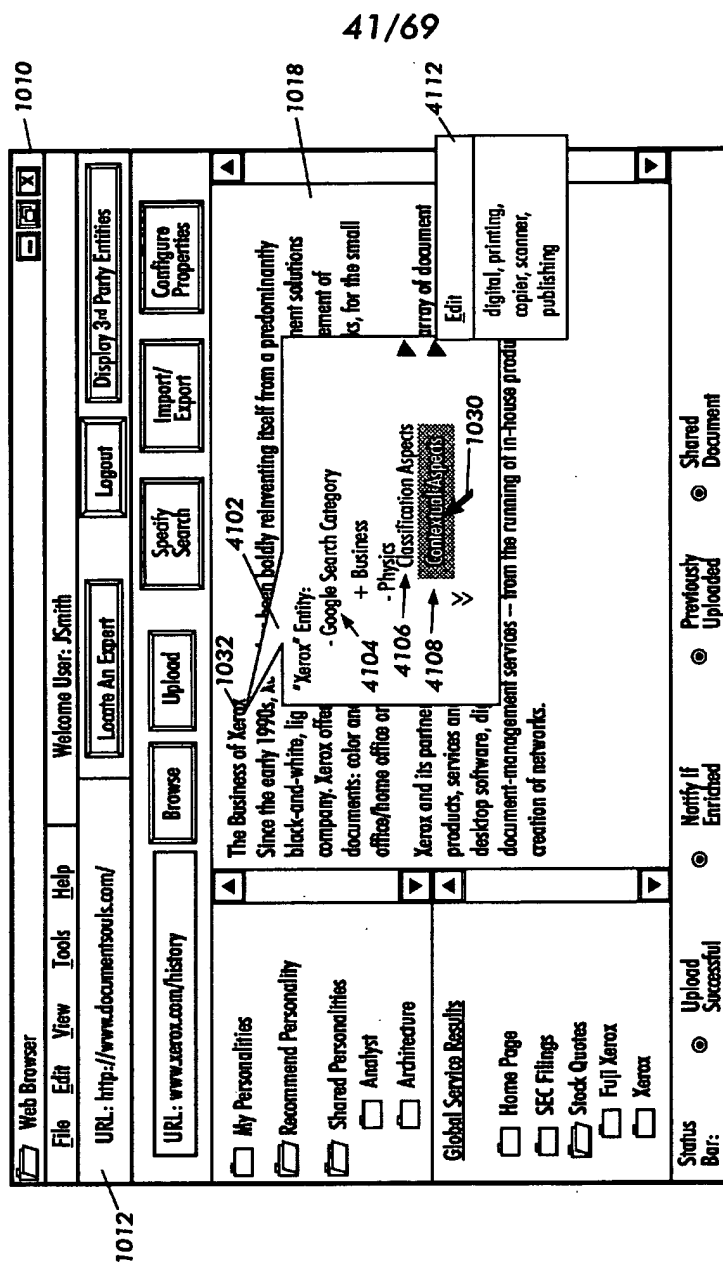 41/69
1010
Web Browser
File Edit View Tools Help
Welcome User: JSmith
1012
URL: http://www.documentsouls.com/
Locate An Expert
Logout
Display 3rd Party Entities
URL: www.xerox.com/history
Browse
Upload
Specify
Search
Import/
Export
Configure
Properties
My Personalities
Recommend Personality
Shared Personalities
Analyst
Architecture
Global Service Results
Home Page
SEC Filings
Stock Quotes
Fuji Xerox
Xerox
1032
4102
1018
The Business of Xerox
Since the early 1990s, been boldly reinventing itself from a predominantly
black-and-white, lig ment solutions
company. Xerox offe ement of
documents: color and ks, for the small
office/home office or
Xerox and its partne array of document
products, services an
desktop software, dig
document-management services – from the running of in-house produ
creation of networks.
"Xerox" Entity:
- Google Search Category
4104
+ Business
- Physics
4106
Classification Aspects
4108
Contextual Aspects
1030
4112
Edit
digital, printing,
copier, scanner,
publishing
Status
Bar:
Upload
Successful
Notify If
Enriched
Previously
Uploaded
Shared
Document